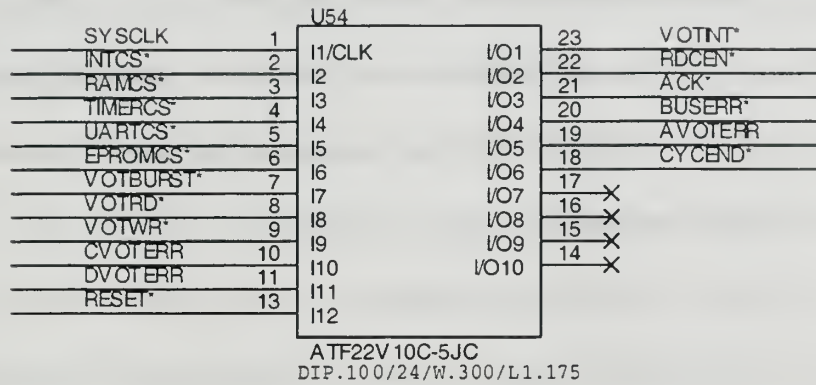 U54
SYSCLK 1 I1/CLK I/O1 23 VOTINT*
INTCS* 2 I2 I/O2 22 RDCEN*
RAMCS* 3 I3 I/O3 21 ACK*
TIMERCS* 4 I4 I/O4 20 BUSERR*
UARTCS* 5 I5 I/O5 19 AVOTERR
EPROMCS* 6 I6 I/O6 18 CYCEND*
VOTBURST* 7 I7 I/O7 17
VOTRD* 8 I8 I/O8 16
VOTWR* 9 I9 I/O9 15
CVOTERR 10 I10 I/O10 14
DVOTERR 11 I11
RESET* 13 I12
ATF22V10C-5JC
DIP.100/24/W.300/L1.175